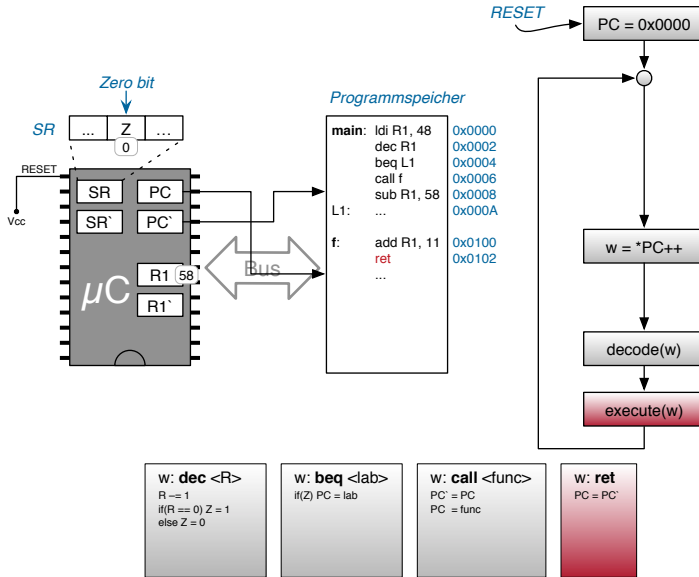 RESET
PC = 0x0000
Zero bit
Programmspeicher
SR
... Z ...
0
main: ldi R1, 48 0x0000
dec R1 0x0002
beq L1 0x0004
call f 0x0006
sub R1, 58 0x0008
L1: ... 0x000A
f: add R1, 11 0x0100
ret 0x0102
...
RESET
Vcc
SR PC
SR` PC`
R1 58
R1`
µC
Bus
w = *PC++
decode(w)
execute(w)
w: dec <R>
R –= 1
if(R == 0) Z = 1
else Z = 0
w: beq <lab>
if(Z) PC = lab
w: call <func>
PC` = PC
PC = func
w: ret
PC = PC`